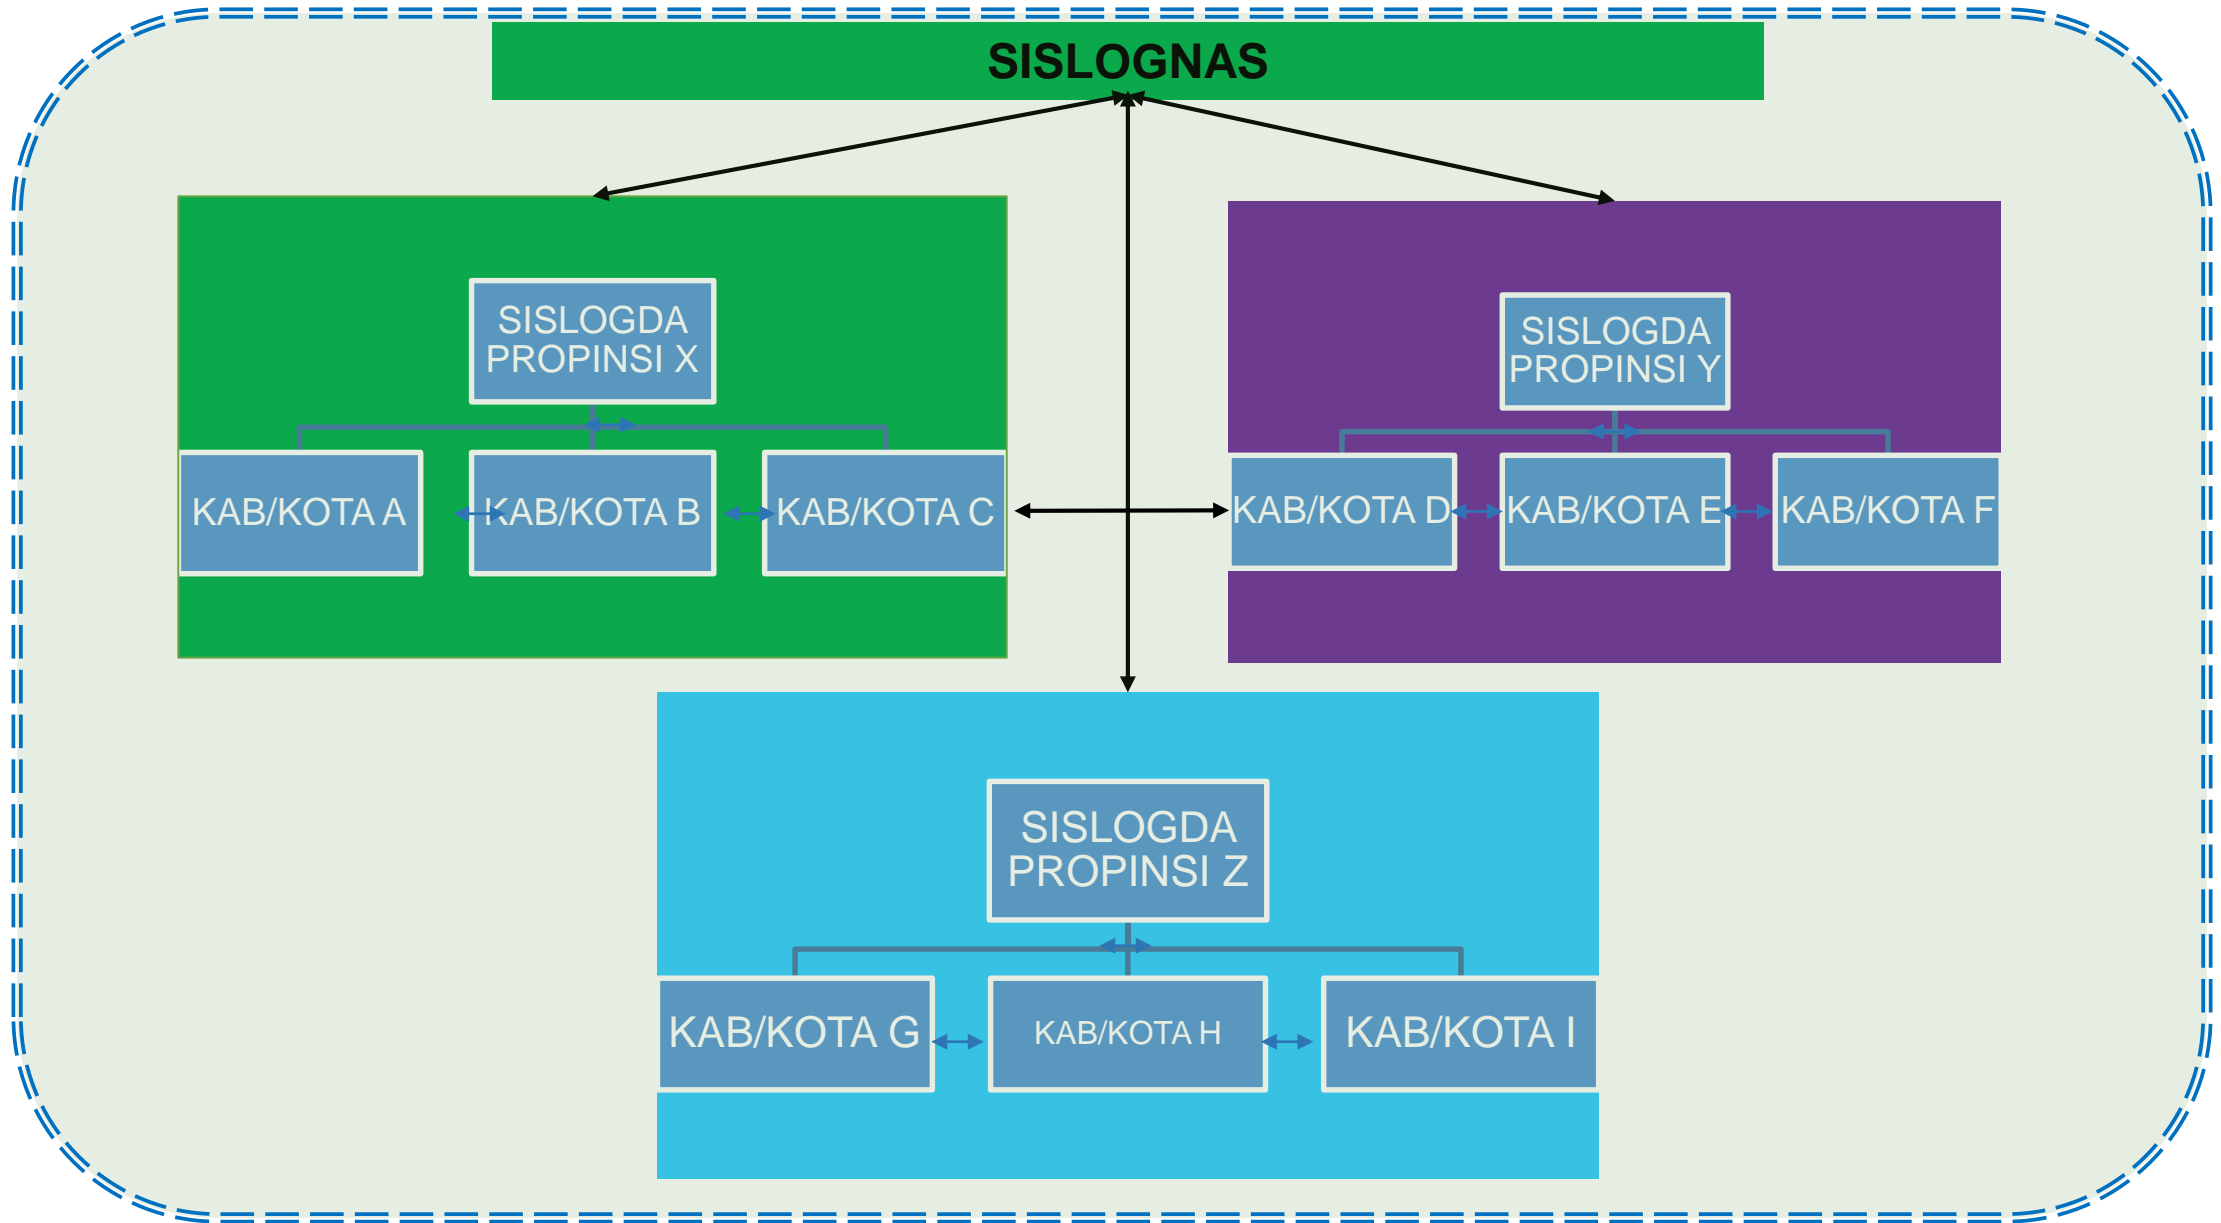 SISLOGNAS
SISLOGDA
PROPINSI X
KAB/KOTA A
KAB/KOTA B
KAB/KOTA C
SISLOGDA
PROPINSI Y
KAB/KOTA D
KAB/KOTA E
KAB/KOTA F
SISLOGDA
PROPINSI Z
KAB/KOTA G
KAB/KOTA H
KAB/KOTA I